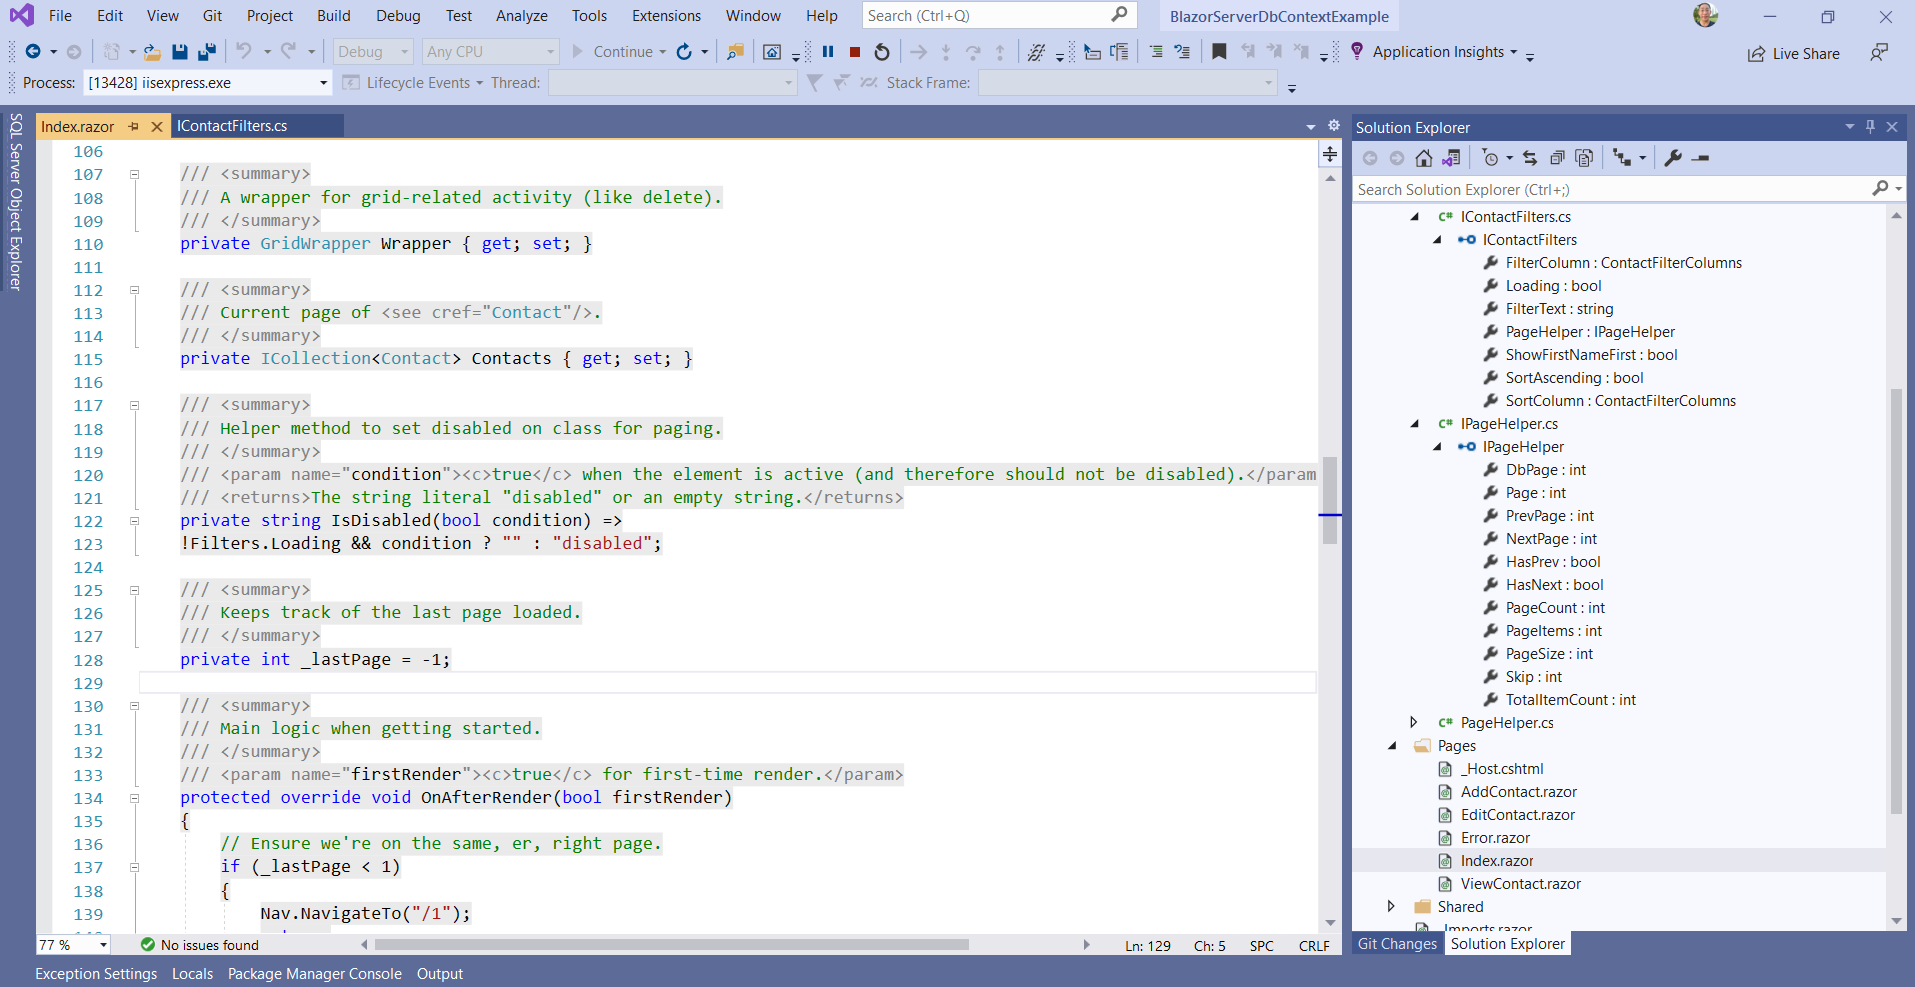 File Edit View Git Project Build Debug Test Analyze Tools Extensions Window Help Search (Ctrl+Q) BlazorServerDbContextExample
Debug Any CPU Continue Application Insights Live Share
Process: [13428] iisexpress.exe Lifecycle Events Thread: Stack Frame:
SQL Server Object Explorer
Index.razor IContactFilters.cs
106
107 /// <summary>
108 /// A wrapper for grid-related activity (like delete).
109 /// </summary>
110 private GridWrapper Wrapper { get; set; }
111
112 /// <summary>
113 /// Current page of <see cref="Contact"/>.
114 /// </summary>
115 private ICollection<Contact> Contacts { get; set; }
116
117 /// <summary>
118 /// Helper method to set disabled on class for paging.
119 /// </summary>
120 /// <param name="condition"><c>true</c> when the element is active (and therefore should not be disabled).</param
121 /// <returns>The string literal "disabled" or an empty string.</returns>
122 private string IsDisabled(bool condition) =>
123 !Filters.Loading && condition ? "" : "disabled";
124
125 /// <summary>
126 /// Keeps track of the last page loaded.
127 /// </summary>
128 private int _lastPage = -1;
129
130 /// <summary>
131 /// Main logic when getting started.
132 /// </summary>
133 /// <param name="firstRender"><c>true</c> for first-time render.</param>
134 protected override void OnAfterRender(bool firstRender)
135 {
136 // Ensure we're on the same, er, right page.
137 if (_lastPage < 1)
138 {
139 Nav.NavigateTo("/1");
77 % No issues found Ln: 129 Ch: 5 SPC CRLF
Solution Explorer
Search Solution Explorer (Ctrl+;)
C# IContactFilters.cs
IContactFilters
FilterColumn : ContactFilterColumns
Loading : bool
FilterText : string
PageHelper : IPageHelper
ShowFirstNameFirst : bool
SortAscending : bool
SortColumn : ContactFilterColumns
C# IPageHelper.cs
IPageHelper
DbPage : int
Page : int
PrevPage : int
NextPage : int
HasPrev : bool
HasNext : bool
PageCount : int
PageItems : int
PageSize : int
Skip : int
TotalItemCount : int
C# PageHelper.cs
Pages
_Host.cshtml
AddContact.razor
EditContact.razor
Error.razor
Index.razor
ViewContact.razor
Shared
_Imports.razor
Git Changes Solution Explorer
Exception Settings Locals Package Manager Console Output